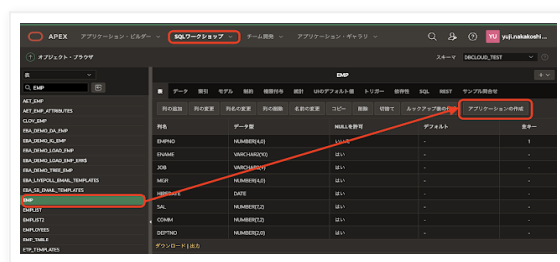 APEX アプリケーション・ビルダー SQLワークショップ チーム開発 アプリケーション・ギャラリ YU yuji.nakakoshi...
オブジェクト・ブラウザ スキーマ DBCLOUD_TEST
表 EMP
表 データ 索引 モデル 制約 権限付与 統計 UIのデフォルト値 トリガー 依存性 SQL REST サンプル問合せ
EMP
列の追加 列の変更 列名の変更 列の削除 名前の変更 コピー 削除 切捨て ルックアップ表の作成 アプリケーションの作成
AET_EMP
AET_EMP_ATTRIBUTES
列名 データ型 NULLを許可 デフォルト 主キー
CLOV_EMP
EBA_DEMO_DA_EMP
EMPNO NUMBER(4,0) - 1
EBA_DEMO_IG_EMP
ENAME VARCHAR2(10) はい - -
EBA_DEMO_LOAD_EMP
EBA_DEMO_LOAD_EMP_ERR$
JOB VARCHAR2(9) はい - -
EBA_DEMO_TREE_EMP
MGR NUMBER(4,0) はい - -
EBA_LIVEPOLL_EMAIL_TEMPLATES
EBA_SB_EMAIL_TEMPLATES
HIREDATE DATE はい - -
EMP
SAL NUMBER(7,2) はい - -
EMPLIST
EMPLIST2
COMM NUMBER(7,2) はい - -
EMPLOYEES
DEPTNO NUMBER(2,0) はい - -
EMP_TABLE
ETP_TEMPLATES
ダウンロード | 出力